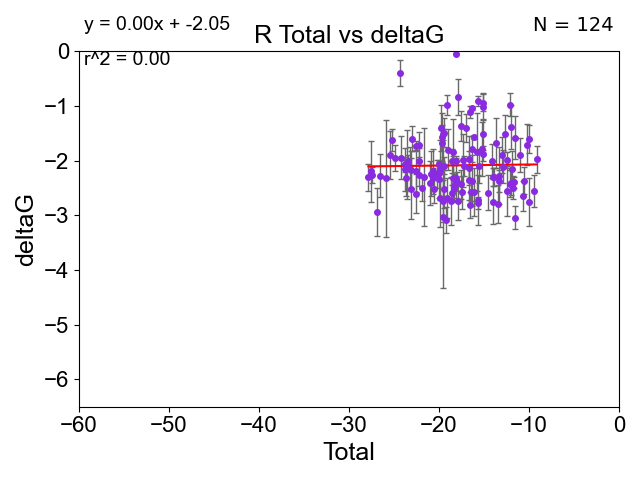 y = 0.00x + -2.05
R Total vs deltaG
N = 124
r^2 = 0.00
deltaG
0
−1
−2
−3
−4
−5
−6
−60
−50
−40
−30
−20
−10
0
Total